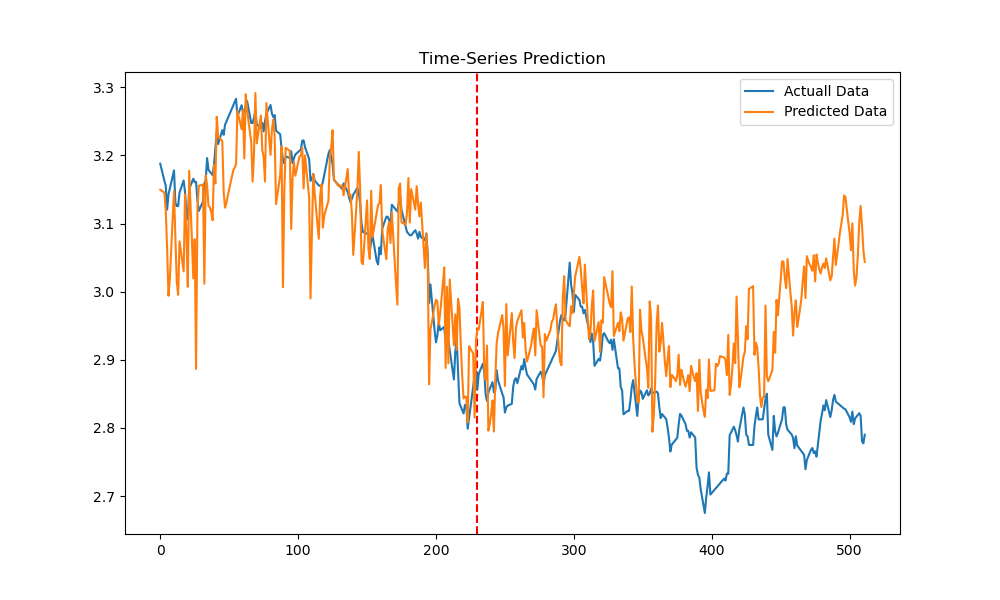 Time-Series Prediction
Actuall Data
Predicted Data
3.3
3.2
3.1
3.0
2.9
2.8
2.7
0 100 200 300 400 500